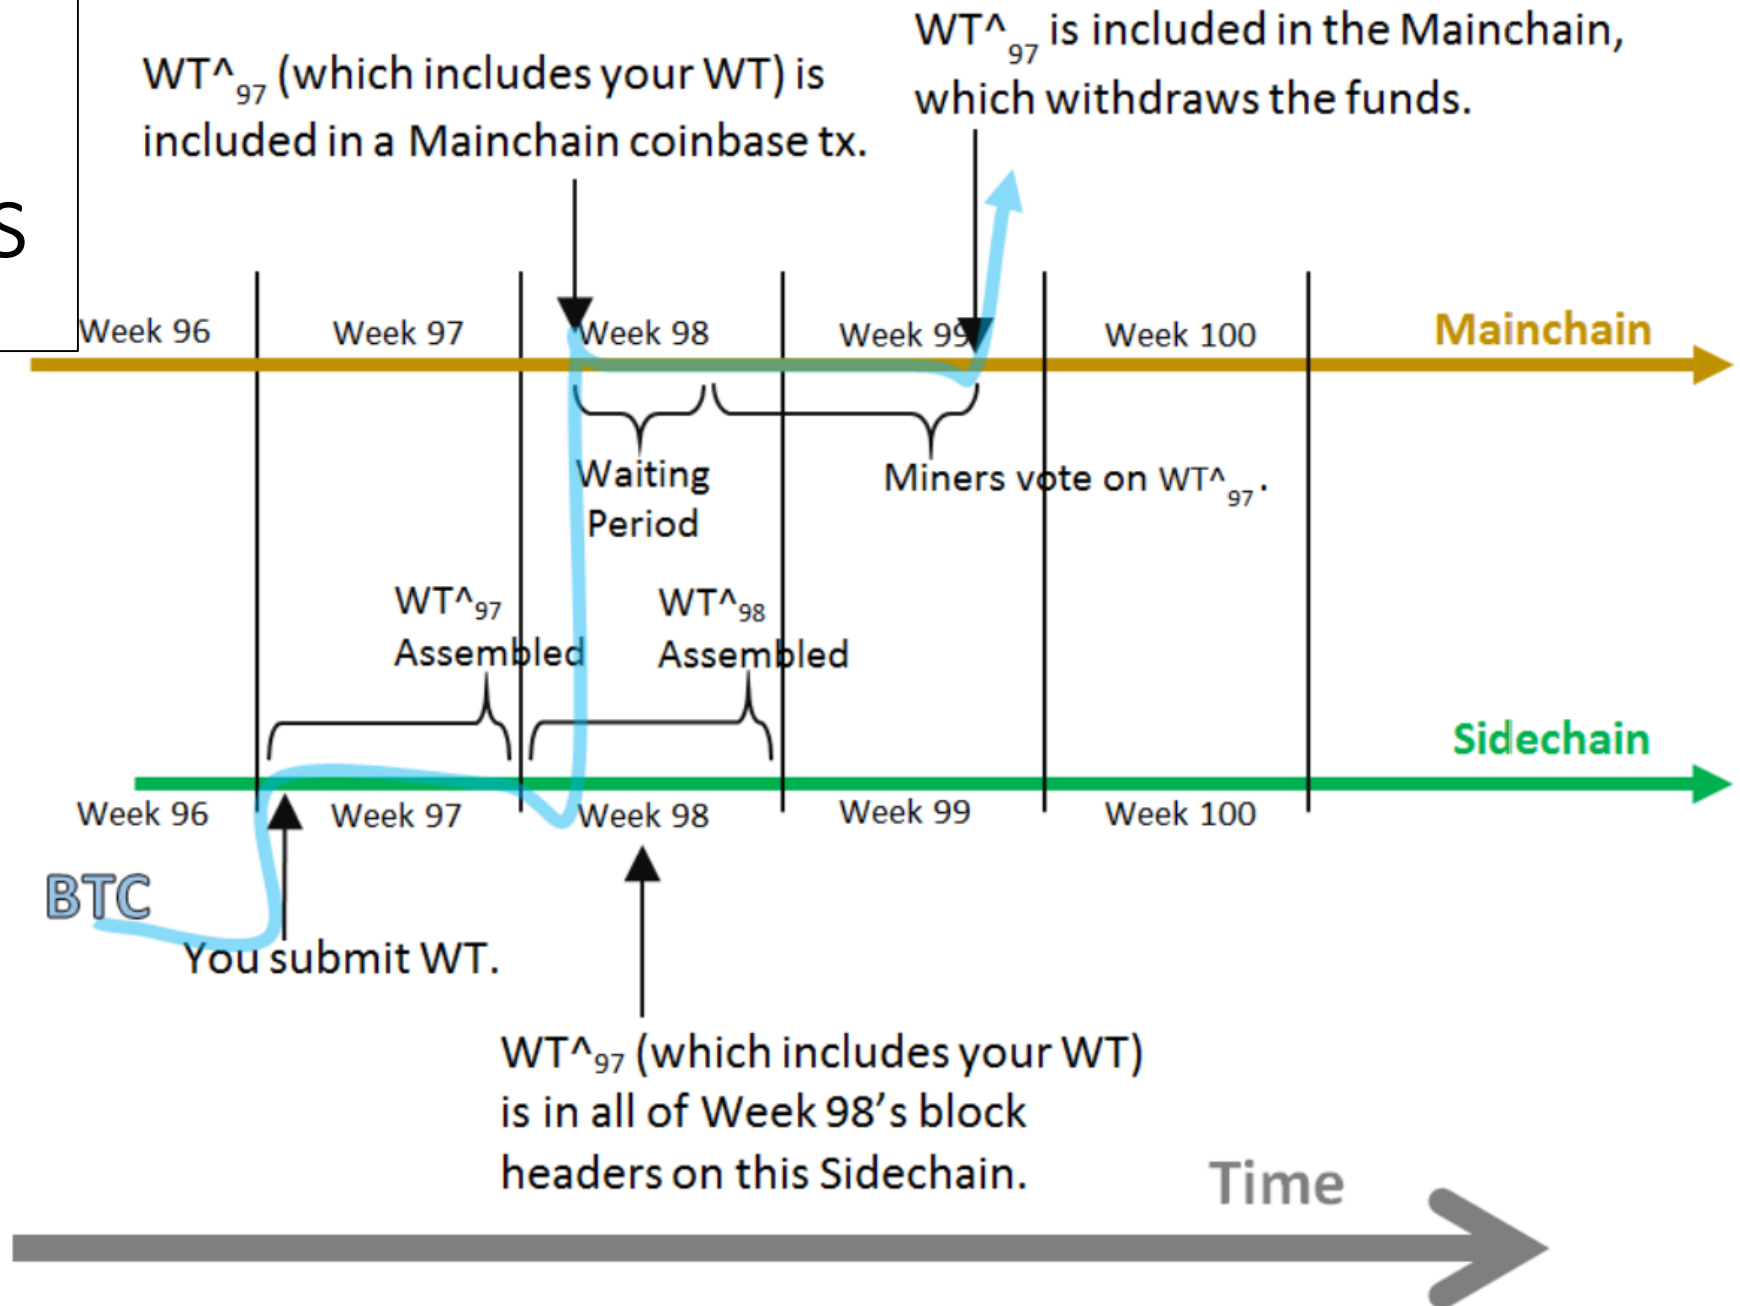 WT^97 is included in the Mainchain,
which withdraws the funds.
WT^97 (which includes your WT) is
included in a Mainchain coinbase tx.
S
Week 96 Week 97 Week 98 Week 99 Week 100 Mainchain
Waiting
Period
Miners vote on WT^97.
WT^97
Assembled
WT^98
Assembled
Sidechain
Week 96 Week 97 Week 98 Week 99 Week 100
BTC
You submit WT.
WT^97 (which includes your WT)
is in all of Week 98’s block
headers on this Sidechain.
Time